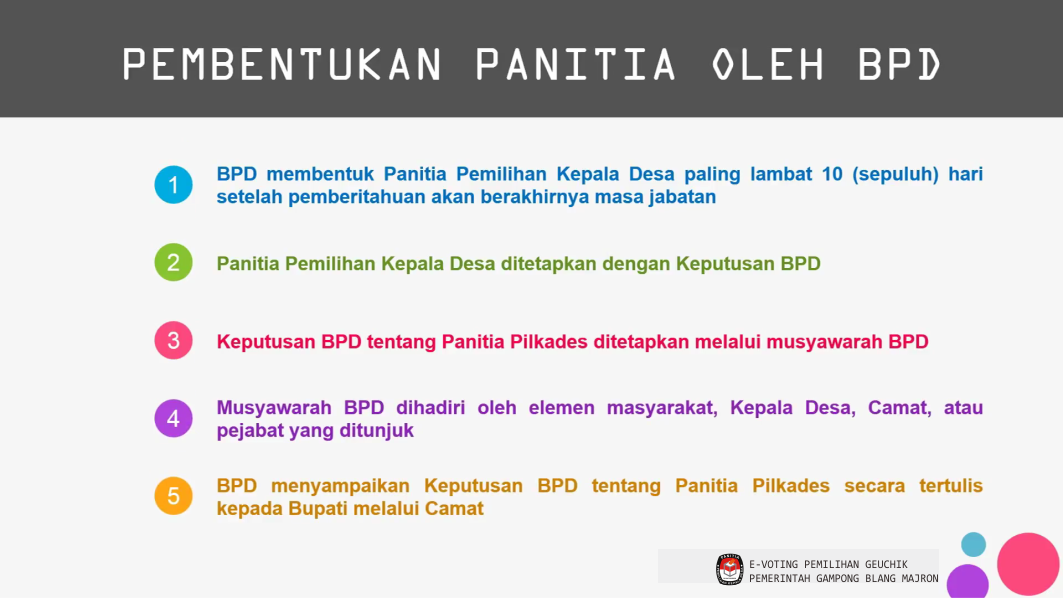 PEMBENTUKAN PANITIA OLEH BPD
1
BPD membentuk Panitia Pemilihan Kepala Desa paling lambat 10 (sepuluh) hari
setelah pemberitahuan akan berakhirnya masa jabatan
2
Panitia Pemilihan Kepala Desa ditetapkan dengan Keputusan BPD
3
Keputusan BPD tentang Panitia Pilkades ditetapkan melalui musyawarah BPD
4
Musyawarah BPD dihadiri oleh elemen masyarakat, Kepala Desa, Camat, atau
pejabat yang ditunjuk
5
BPD menyampaikan Keputusan BPD tentang Panitia Pilkades secara tertulis
kepada Bupati melalui Camat
E-VOTING PEMILIHAN GEUCHIK
PEMERINTAH GAMPONG BLANG MAJRON